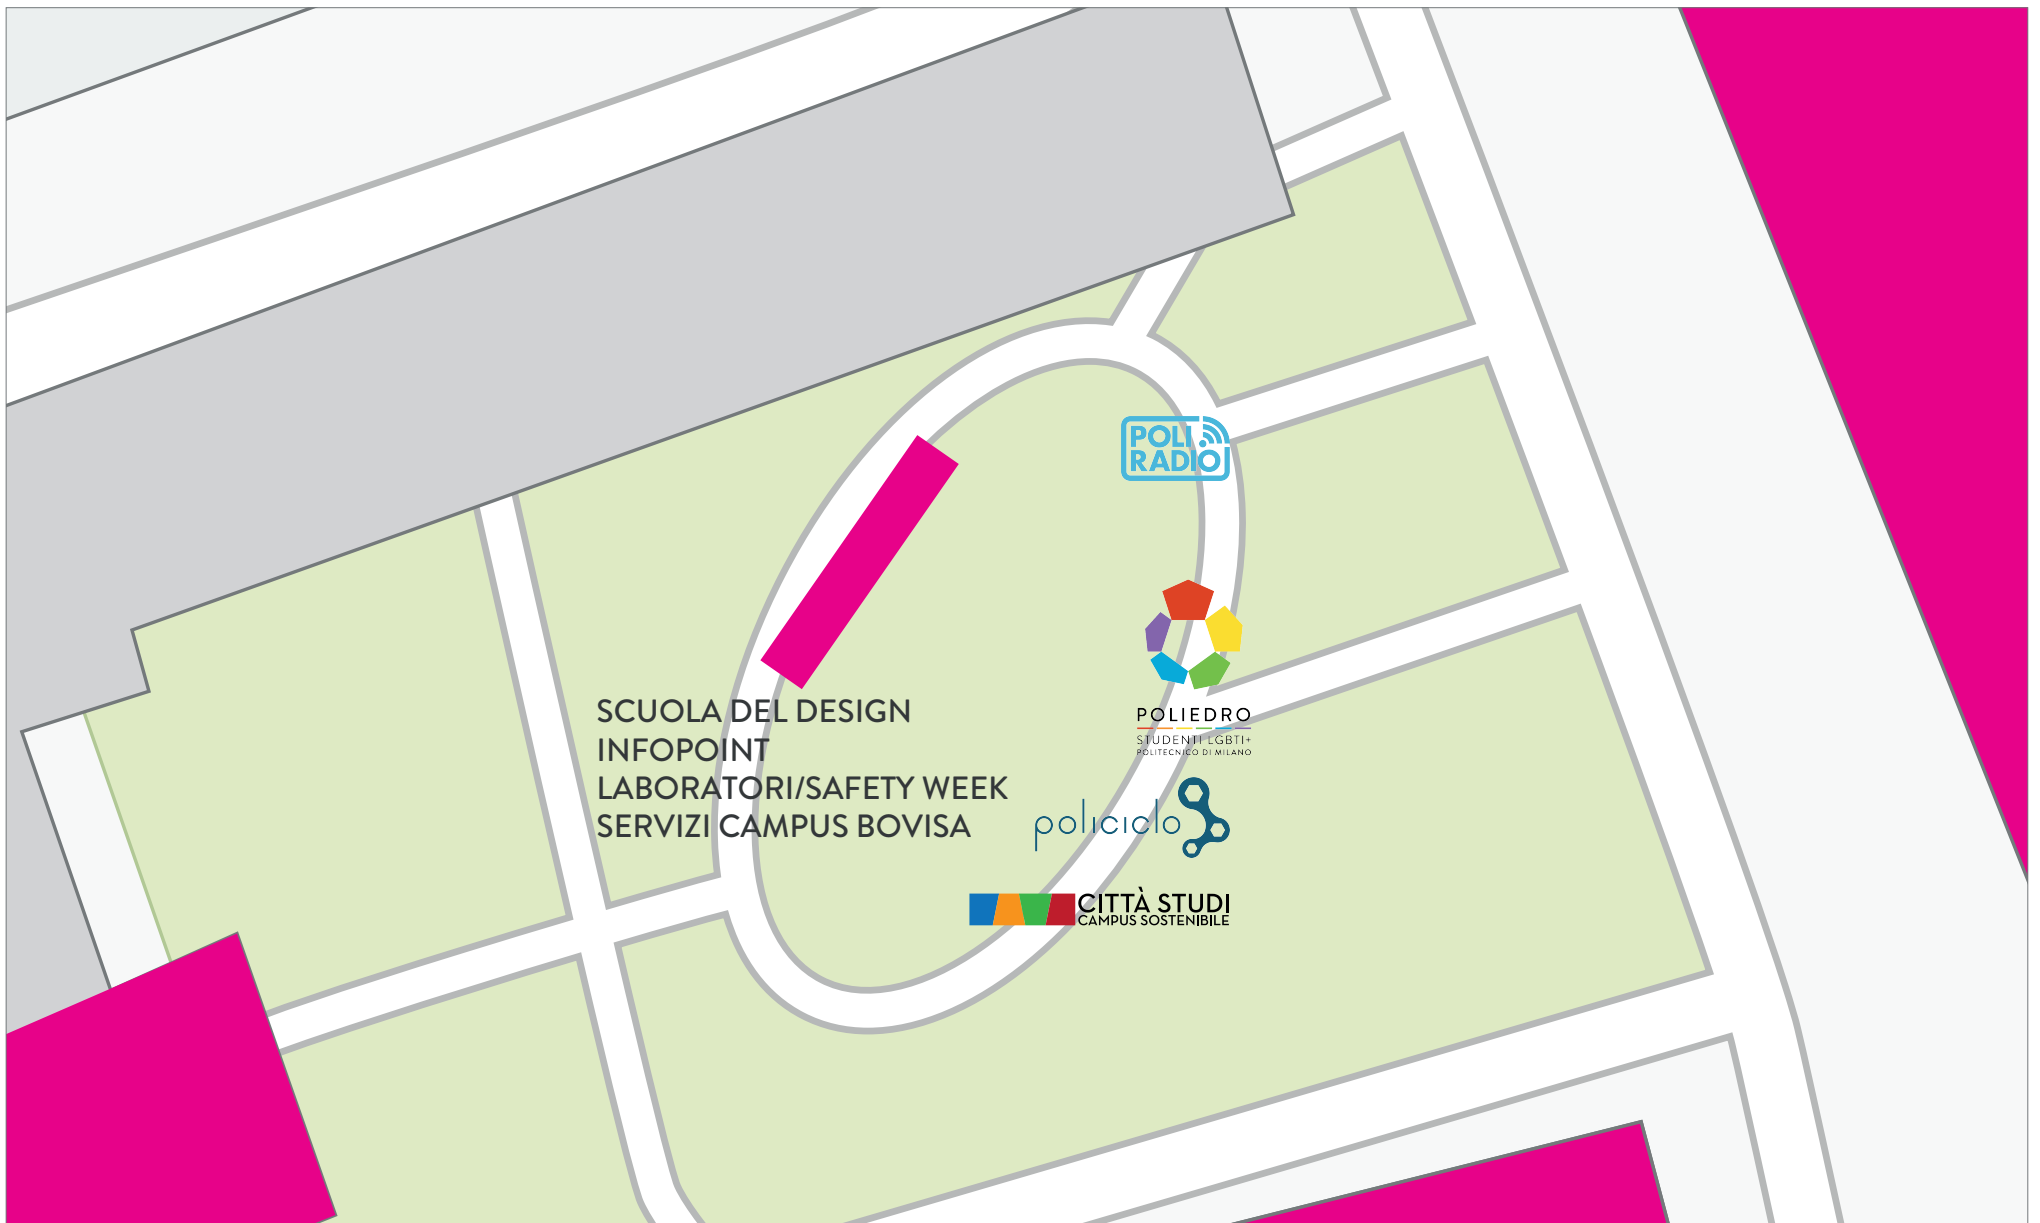 POLI
RADIO
SCUOLA DEL DESIGN
INFOPOINT
LABORATORI/SAFETY WEEK
SERVIZI CAMPUS BOVISA
POLIEDRO
STUDENTI LGBTI+
POLITECNICO DI MILANO
policiclo
CITTÀ STUDI
CAMPUS SOSTENIBILE